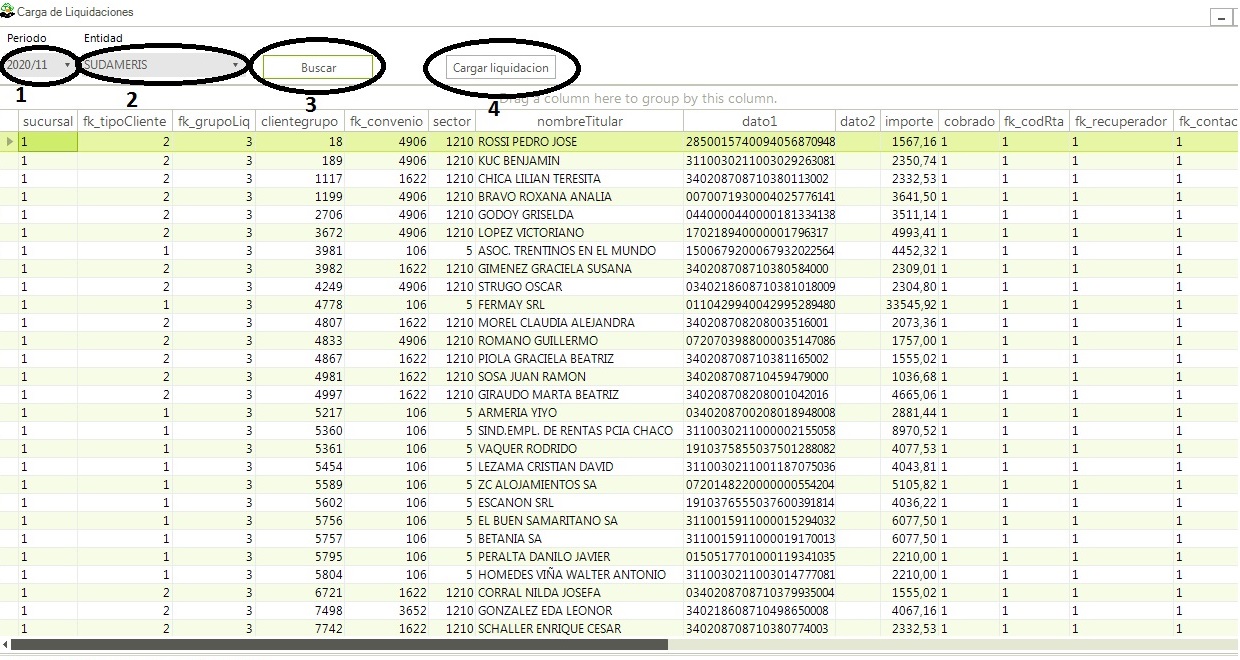 Carga de Liquidaciones
Periodo Entidad
2020/11 SUDAMERIS Buscar Cargar liquidacion
1 2 3 4
Drag a column here to group by this column.
sucursal fk_tipoCliente fk_grupoLiq clientegrupo fk_convenio sector nombreTitular dato1 dato2 importe cobrado fk_codRta fk_recuperador fk_contac
1 2 3 18 4906 1210 ROSSI PEDRO JOSE 2850015740094056870948 1567,16 1 1 1 1
1 2 3 189 4906 1210 KUC BENJAMIN 3110030211003029263081 2350,74 1 1 1 1
1 2 3 1117 1622 1210 CHICA LILIAN TERESITA 340208708710380113002 2332,53 1 1 1 1
1 2 3 1199 4906 1210 BRAVO ROXANA ANALIA 0070071930004025776141 3641,50 1 1 1 1
1 2 3 2706 4906 1210 GODOY GRISELDA 0440000440000181334138 3511,14 1 1 1 1
1 2 3 3672 4906 1210 LOPEZ VICTORIANO 170218940000001796317 4993,41 1 1 1 1
1 1 3 3981 106 5 ASOC. TRENTINOS EN EL MUNDO 1500679200067932022564 4452,32 1 1 1 1
1 2 3 3982 1622 1210 GIMENEZ GRACIELA SUSANA 340208708710380584000 2309,01 1 1 1 1
1 2 3 4249 4906 1210 STRUGO OSCAR 0340218608710381018009 2304,80 1 1 1 1
1 1 3 4778 106 5 FERMAY SRL 0110429940042995289480 33545,92 1 1 1 1
1 2 3 4807 1622 1210 MOREL CLAUDIA ALEJANDRA 340208708208003516001 2073,36 1 1 1 1
1 2 3 4833 4906 1210 ROMANO GUILLERMO 0720703988000035147086 1757,00 1 1 1 1
1 2 3 4867 1622 1210 PIOLA GRACIELA BEATRIZ 340208708710381165002 1555,02 1 1 1 1
1 2 3 4981 1622 1210 SOSA JUAN RAMON 340208708710459479000 1036,68 1 1 1 1
1 2 3 4997 1622 1210 GIRAUDO MARTA BEATRIZ 340208708208001042016 4665,06 1 1 1 1
1 1 3 5217 106 5 ARMERIA YIYO 0340208700208018948008 2881,44 1 1 1 1
1 1 3 5360 106 5 SIND.EMPL. DE RENTAS PCIA CHACO 3110030211000002155058 8970,52 1 1 1 1
1 1 3 5361 106 5 VAQUER RODRIDO 1910375855037501288082 4077,53 1 1 1 1
1 1 3 5454 106 5 LEZAMA CRISTIAN DAVID 3110030211001187075036 4043,81 1 1 1 1
1 1 3 5589 106 5 ZC ALOJAMIENTOS SA 0720148220000000554204 5105,82 1 1 1 1
1 1 3 5602 106 5 ESCANON SRL 1910376555037600391814 4036,22 1 1 1 1
1 1 3 5756 106 5 EL BUEN SAMARITANO SA 3110015911000015294032 6077,50 1 1 1 1
1 1 3 5757 106 5 BETANIA SA 3110015911000019170013 6077,50 1 1 1 1
1 1 3 5795 106 5 PERALTA DANILO JAVIER 0150517701000119341035 2210,00 1 1 1 1
1 1 3 5804 106 5 HOMEDES VIÑA WALTER ANTONIO 3110030211003014777081 2210,00 1 1 1 1
1 2 3 6721 1622 1210 CORRAL NILDA JOSEFA 0340208708710379935004 1555,02 1 1 1 1
1 2 3 7498 3652 1210 GONZALEZ EDA LEONOR 340218608710498650008 4067,16 1 1 1 1
1 2 3 7742 1622 1210 SCHALLER ENRIQUE CESAR 340208708710380774003 2332,53 1 1 1 1